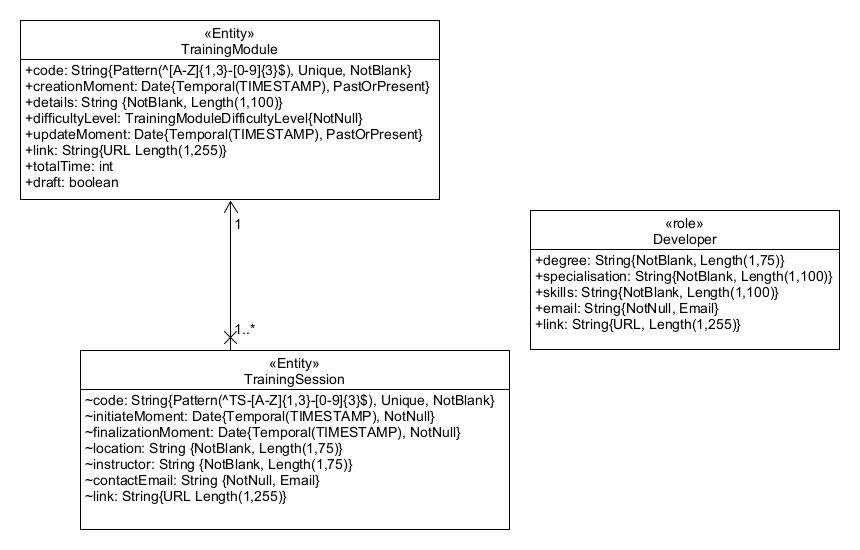 «Entity»
TrainingModule
+code: String{Pattern(^[A-Z]{1,3}-[0-9]{3}$), Unique, NotBlank}
+creationMoment: Date{Temporal(TIMESTAMP), PastOrPresent}
+details: String {NotBlank, Length(1,100)}
+difficultyLevel: TrainingModuleDifficultyLevel{NotNull}
+updateMoment: Date{Temporal(TIMESTAMP), PastOrPresent}
+link: String{URL Length(1,255)}
+totalTime: int
+draft: boolean
1
1..*
«role»
Developer
+degree: String{NotBlank, Length(1,75)}
+specialisation: String{NotBlank, Length(1,100)}
+skills: String{NotBlank, Length(1,100)}
+email: String{NotNull, Email}
+link: String{URL, Length(1,255)}
«Entity»
TrainingSession
~code: String{Pattern(^TS-[A-Z]{1,3}-[0-9]{3}$), Unique, NotBlank}
~initiateMoment: Date{Temporal(TIMESTAMP), NotNull}
~finalizationMoment: Date{Temporal(TIMESTAMP), NotNull}
~location: String {NotBlank, Length(1,75)}
~instructor: String {NotBlank, Length(1,75)}
~contactEmail: String {NotNull, Email}
~link: String{URL Length(1,255)}